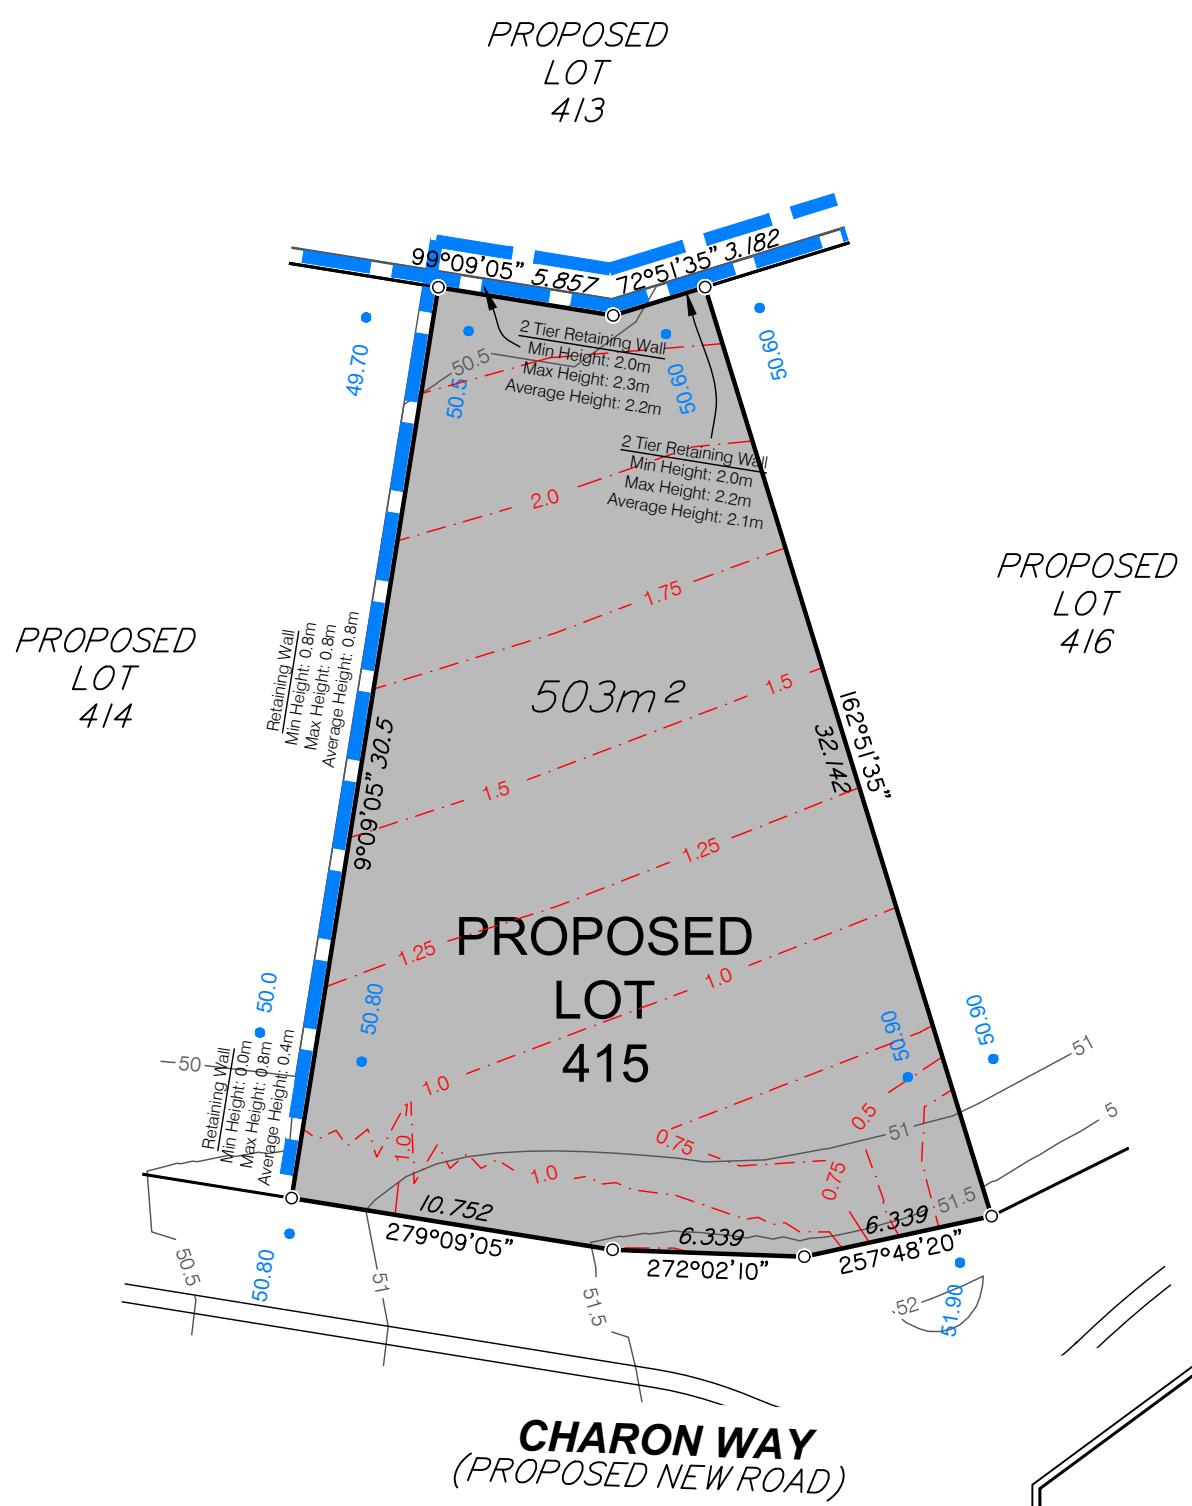 PROPOSED
LOT
413
99°09'05" 5.857
72°51'35" 3.182
49.70
50.5
50.5
50.60
50.60
2 Tier Retaining Wall
Min Height: 2.0m
Max Height: 2.3m
Average Height: 2.2m
2 Tier Retaining Wall
Min Height: 2.0m
Max Height: 2.2m
Average Height: 2.1m
2.0
1.75
PROPOSED
LOT
416
PROPOSED
LOT
414
Retaining Wall
Min Height: 0.8m
Max Height: 0.8m
Average Height: 0.8m
503m²
1.5
1.5
9°09'05" 30.5
162°51'35"
32.142
1.25
1.25
PROPOSED
LOT
415
1.0
50.0
50.80
50.90
50.90
50
Retaining Wall
Min Height: 0.0m
Max Height: 0.8m
Average Height: 0.4m
1.0
1.0
1.0
0.75
0.75
0.5
51
51
5
51.5
10.752
279°09'05"
6.339
272°02'10"
6.339
257°48'20"
50.5
50.80
51
51.5
52
51.90
CHARON WAY
(PROPOSED NEW ROAD)